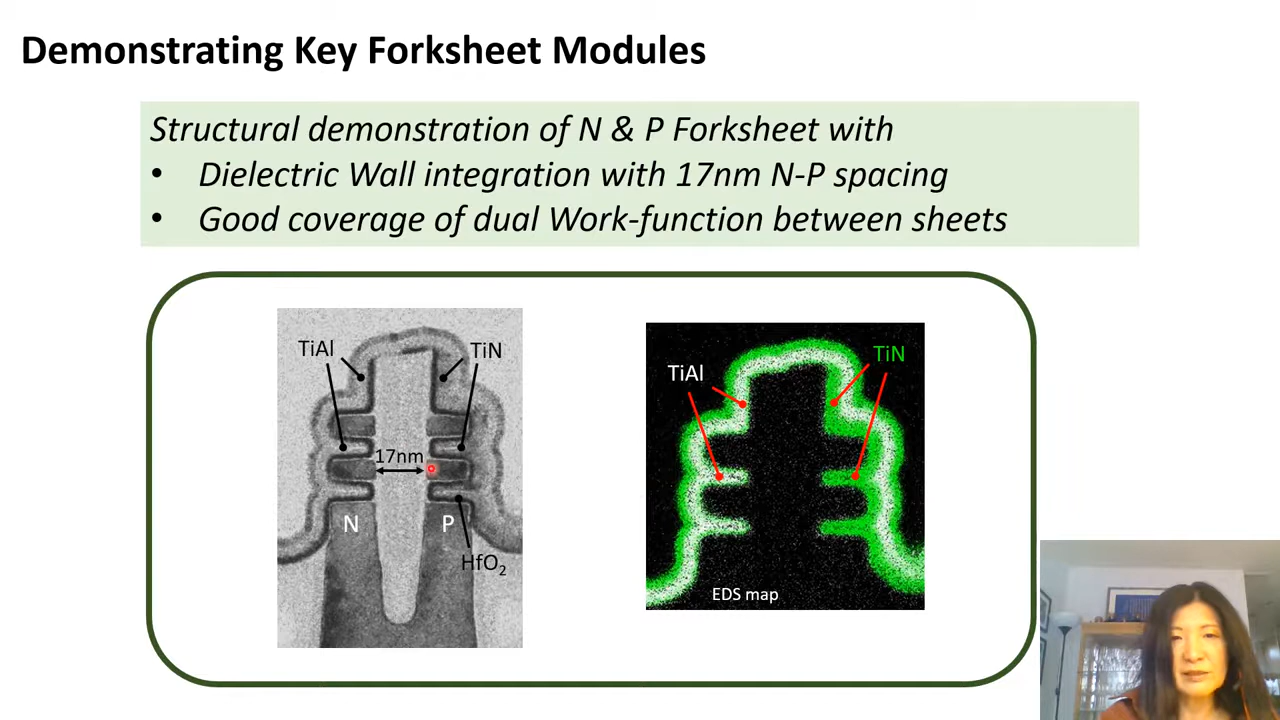 Demonstrating Key Forksheet Modules
Structural demonstration of N & P Forksheet with
• Dielectric Wall integration with 17nm N-P spacing
• Good coverage of dual Work-function between sheets
TiAl
TiN
17nm
N
P
HfO₂
TiAl
TiN
EDS map